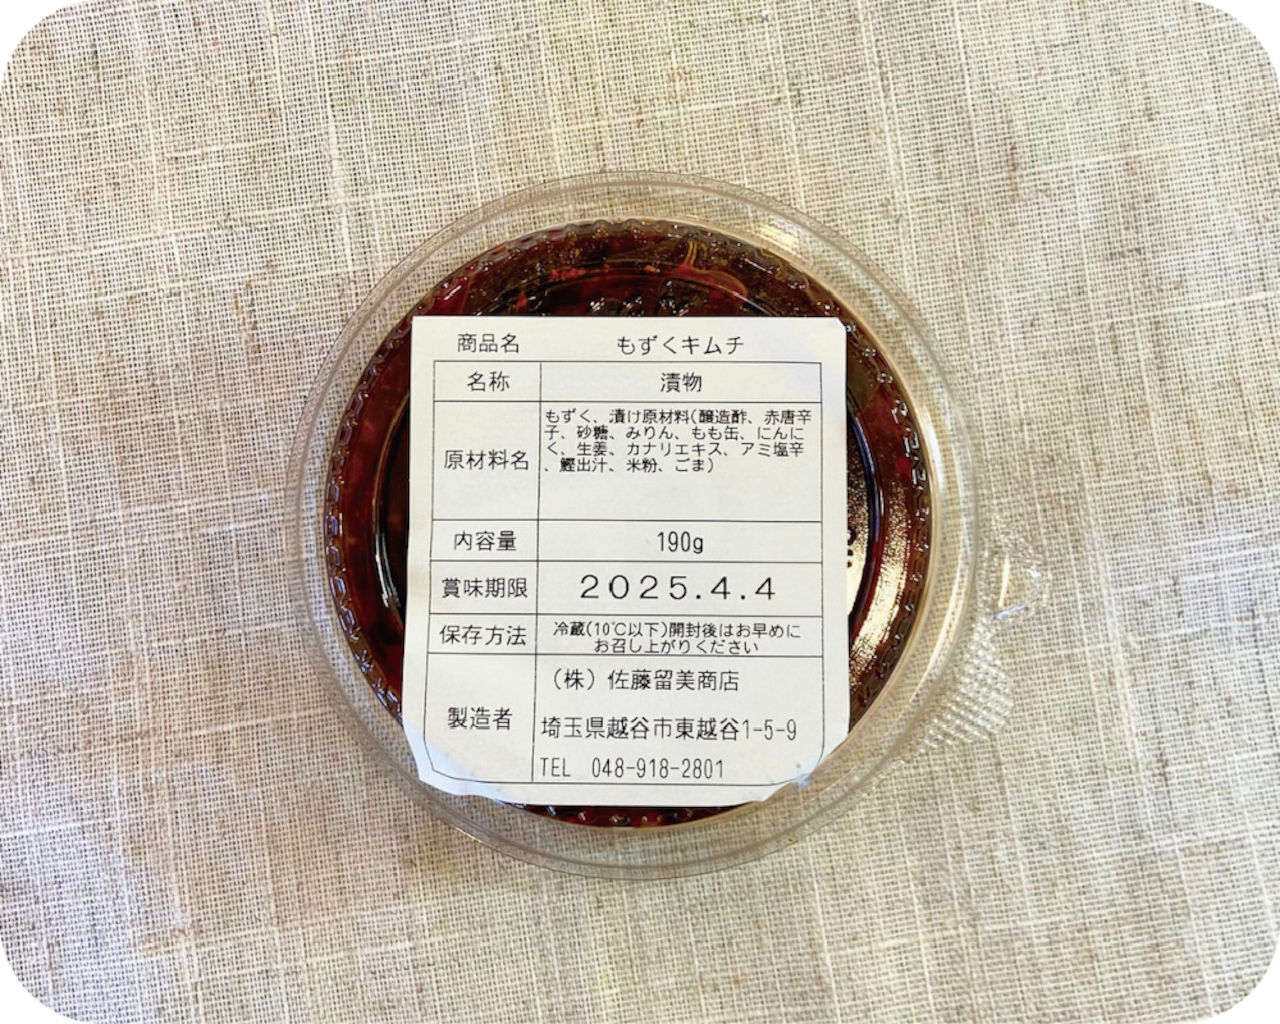 商品名 もずくキムチ
名称 漬物
原材料名 もずく、漬け原材料(醸造酢、赤唐辛
子、砂糖、みりん、もも缶、にんに
く、生姜、カナリエキス、アミ塩辛
、鰹出汁、米粉、ごま)
内容量 190g
賞味期限 2025.4.4
保存方法 冷蔵(10℃以下)開封後はお早めに
お召し上がりください
製造者 (株)佐藤留美商店
埼玉県越谷市東越谷1-5-9
TEL 048-918-2801